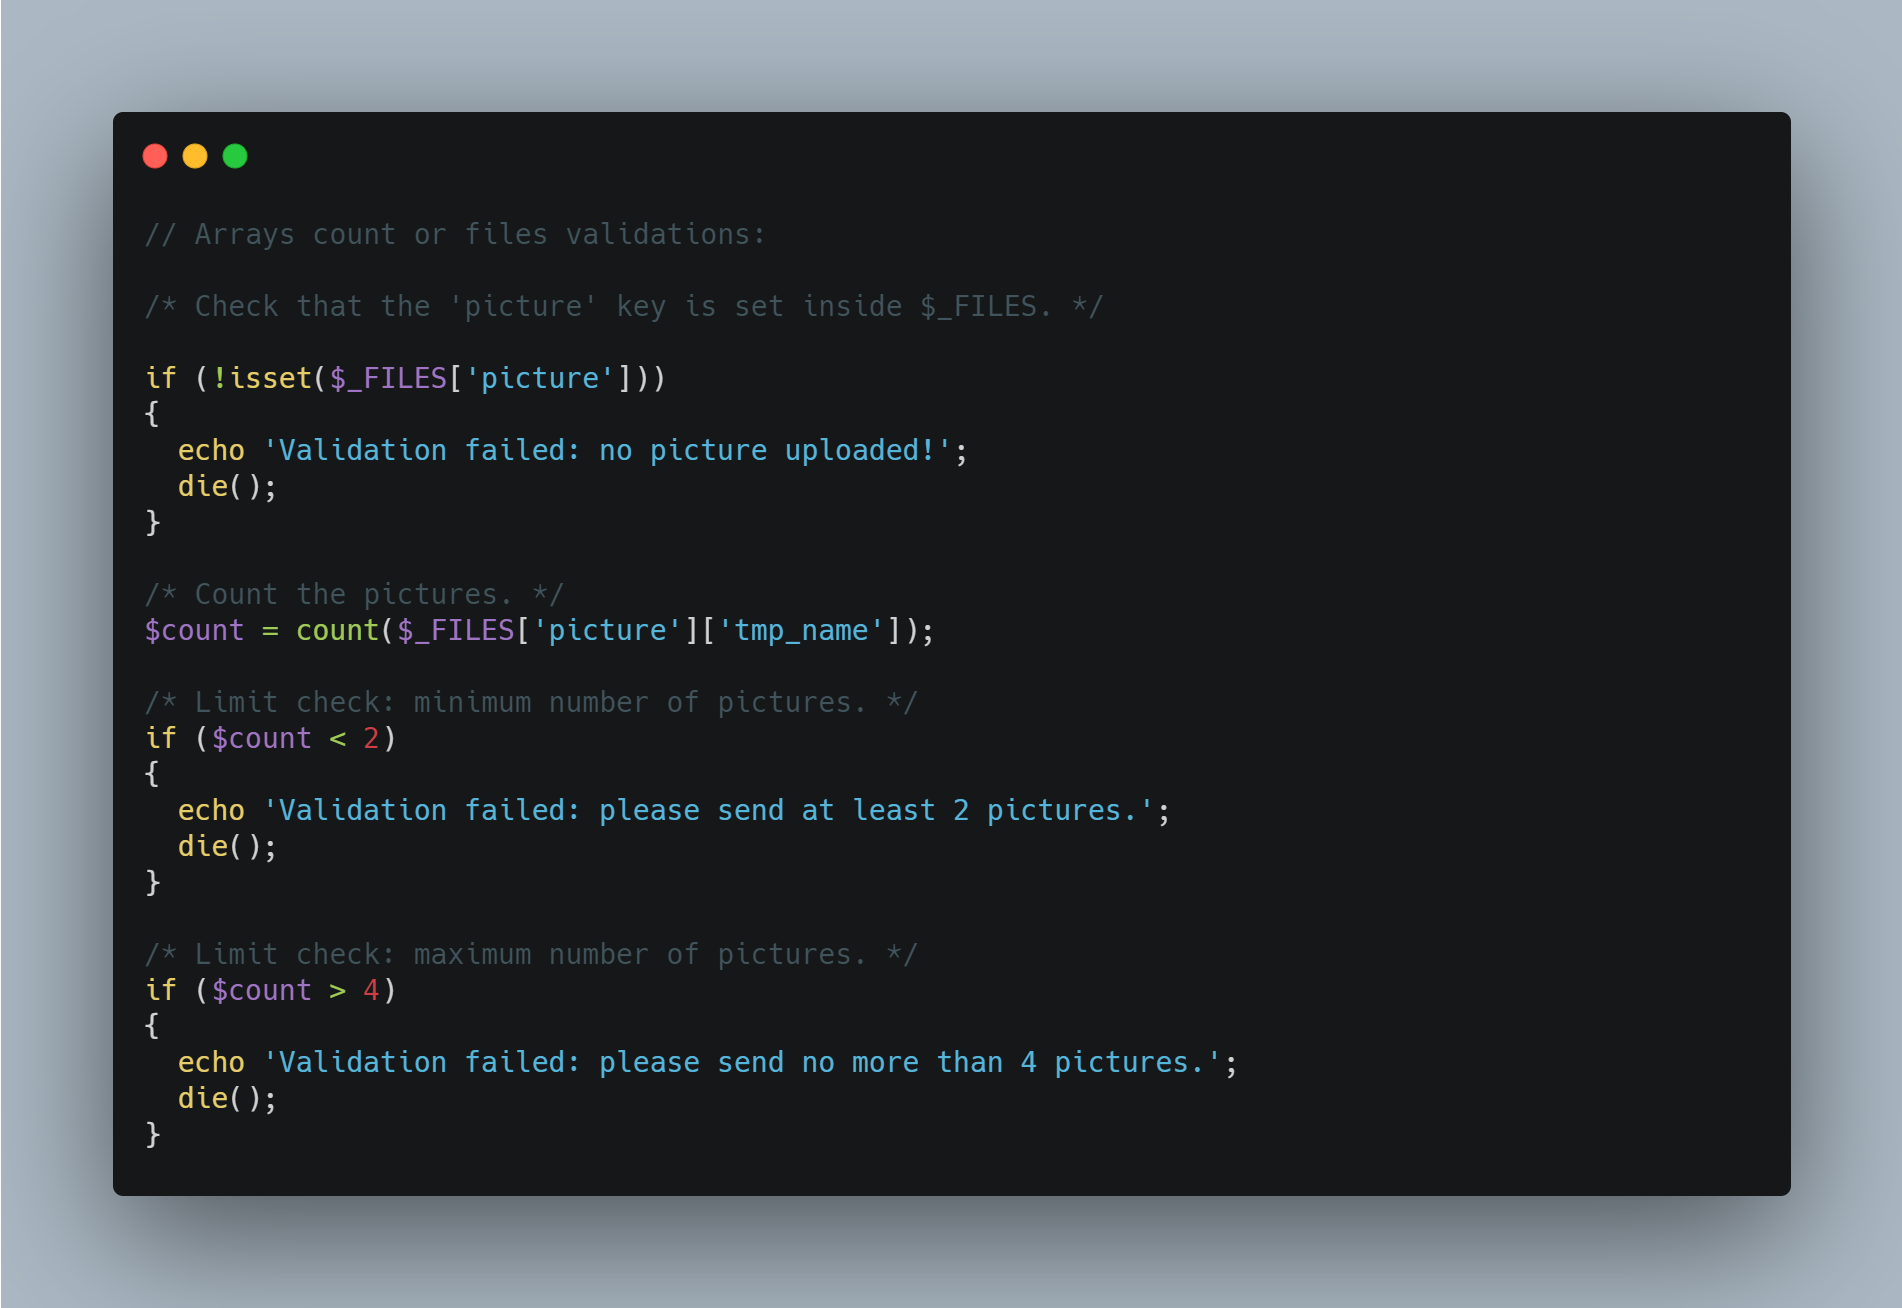 // Arrays count or files validations:
/* Check that the 'picture' key is set inside $_FILES. */
if (!isset($_FILES['picture']))
{
  echo 'Validation failed: no picture uploaded!';
  die();
}
/* Count the pictures. */
$count = count($_FILES['picture']['tmp_name']);
/* Limit check: minimum number of pictures. */
if ($count < 2)
{
  echo 'Validation failed: please send at least 2 pictures.';
  die();
}
/* Limit check: maximum number of pictures. */
if ($count > 4)
{
  echo 'Validation failed: please send no more than 4 pictures.';
  die();
}